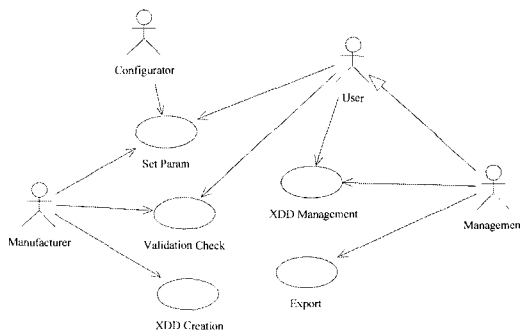 Configurator
User
Set Param
Manufacturer
Validation Check
XDD Management
Managemen
XDD Creation
Export